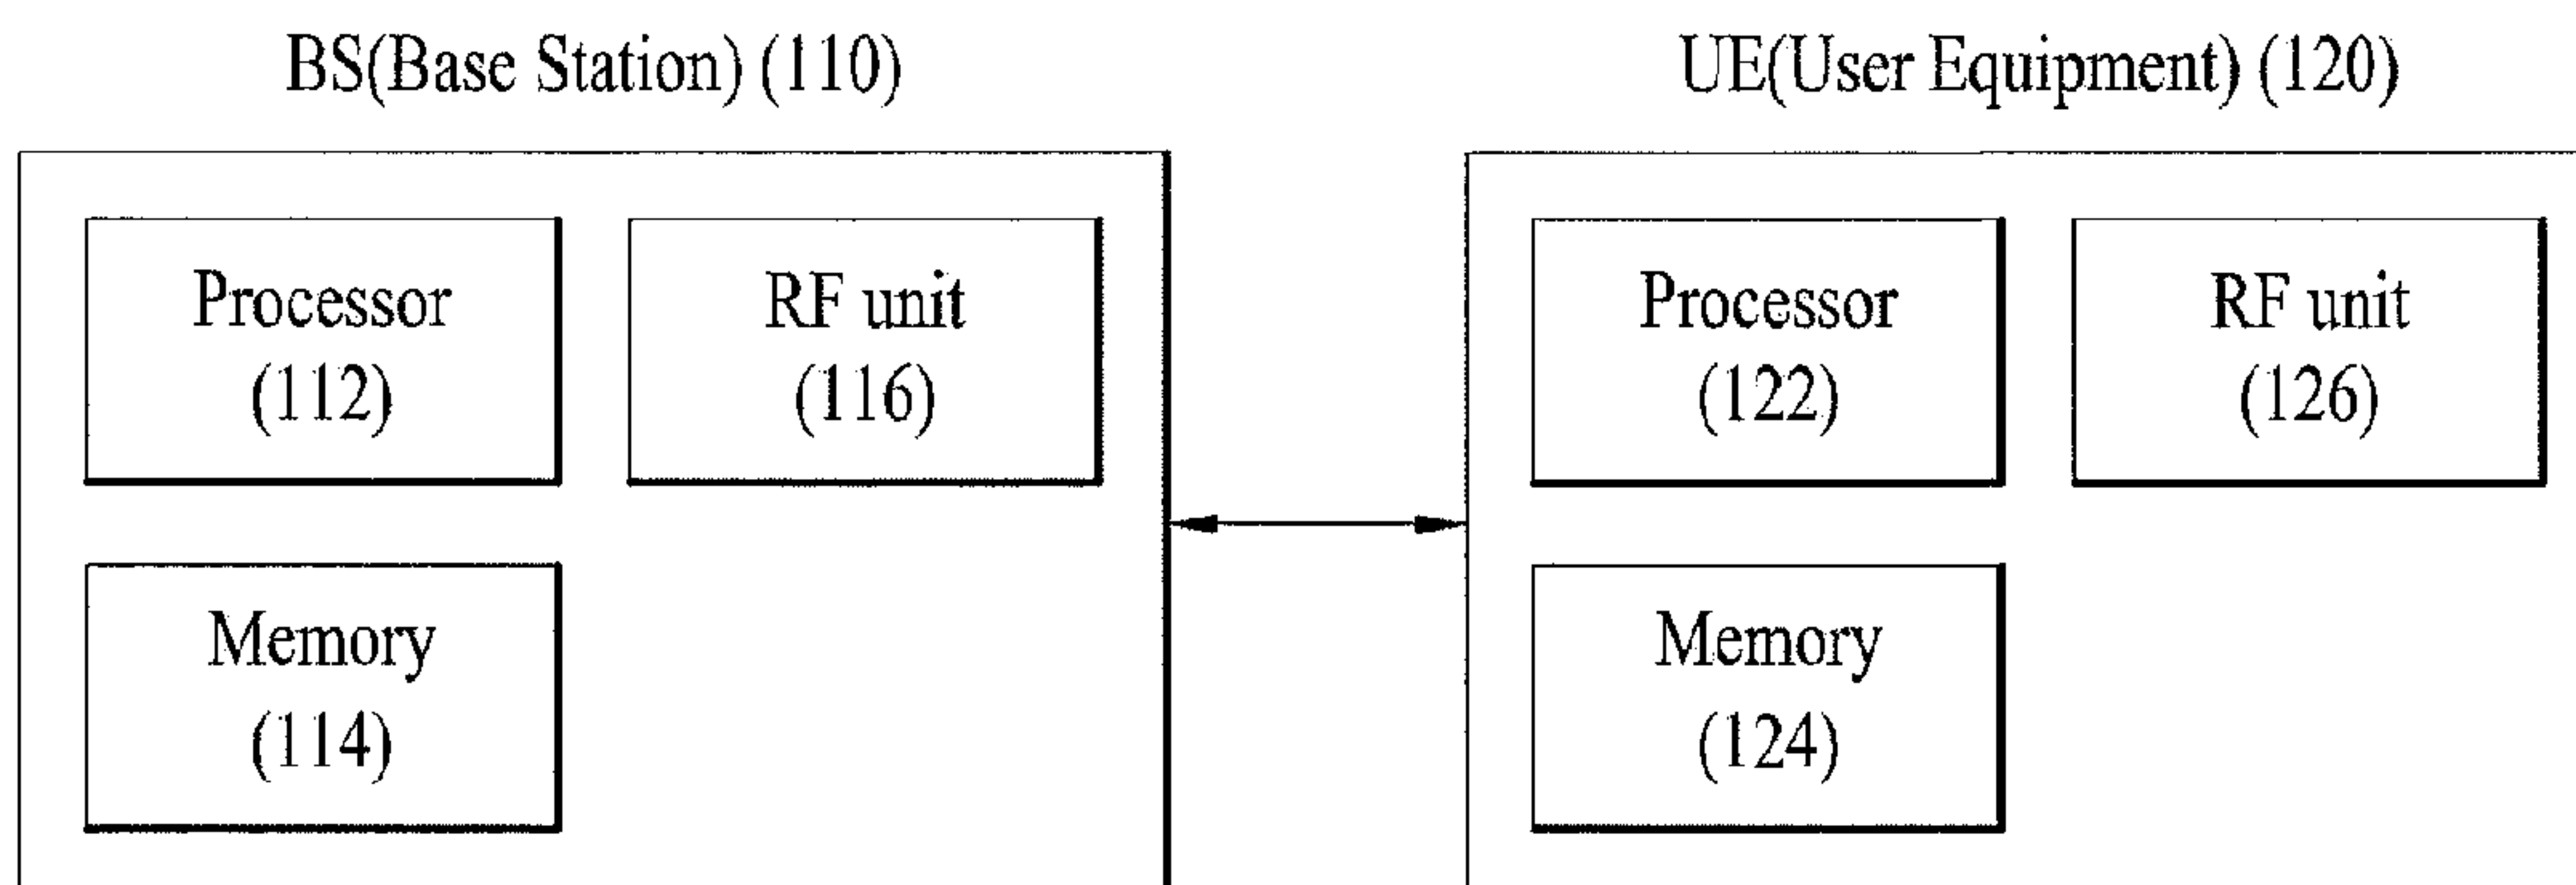 BS(Base Station) (110)
UE(User Equipment) (120)
Processor
(112)
RF unit
(116)
Memory
(114)
Processor
(122)
RF unit
(126)
Memory
(124)